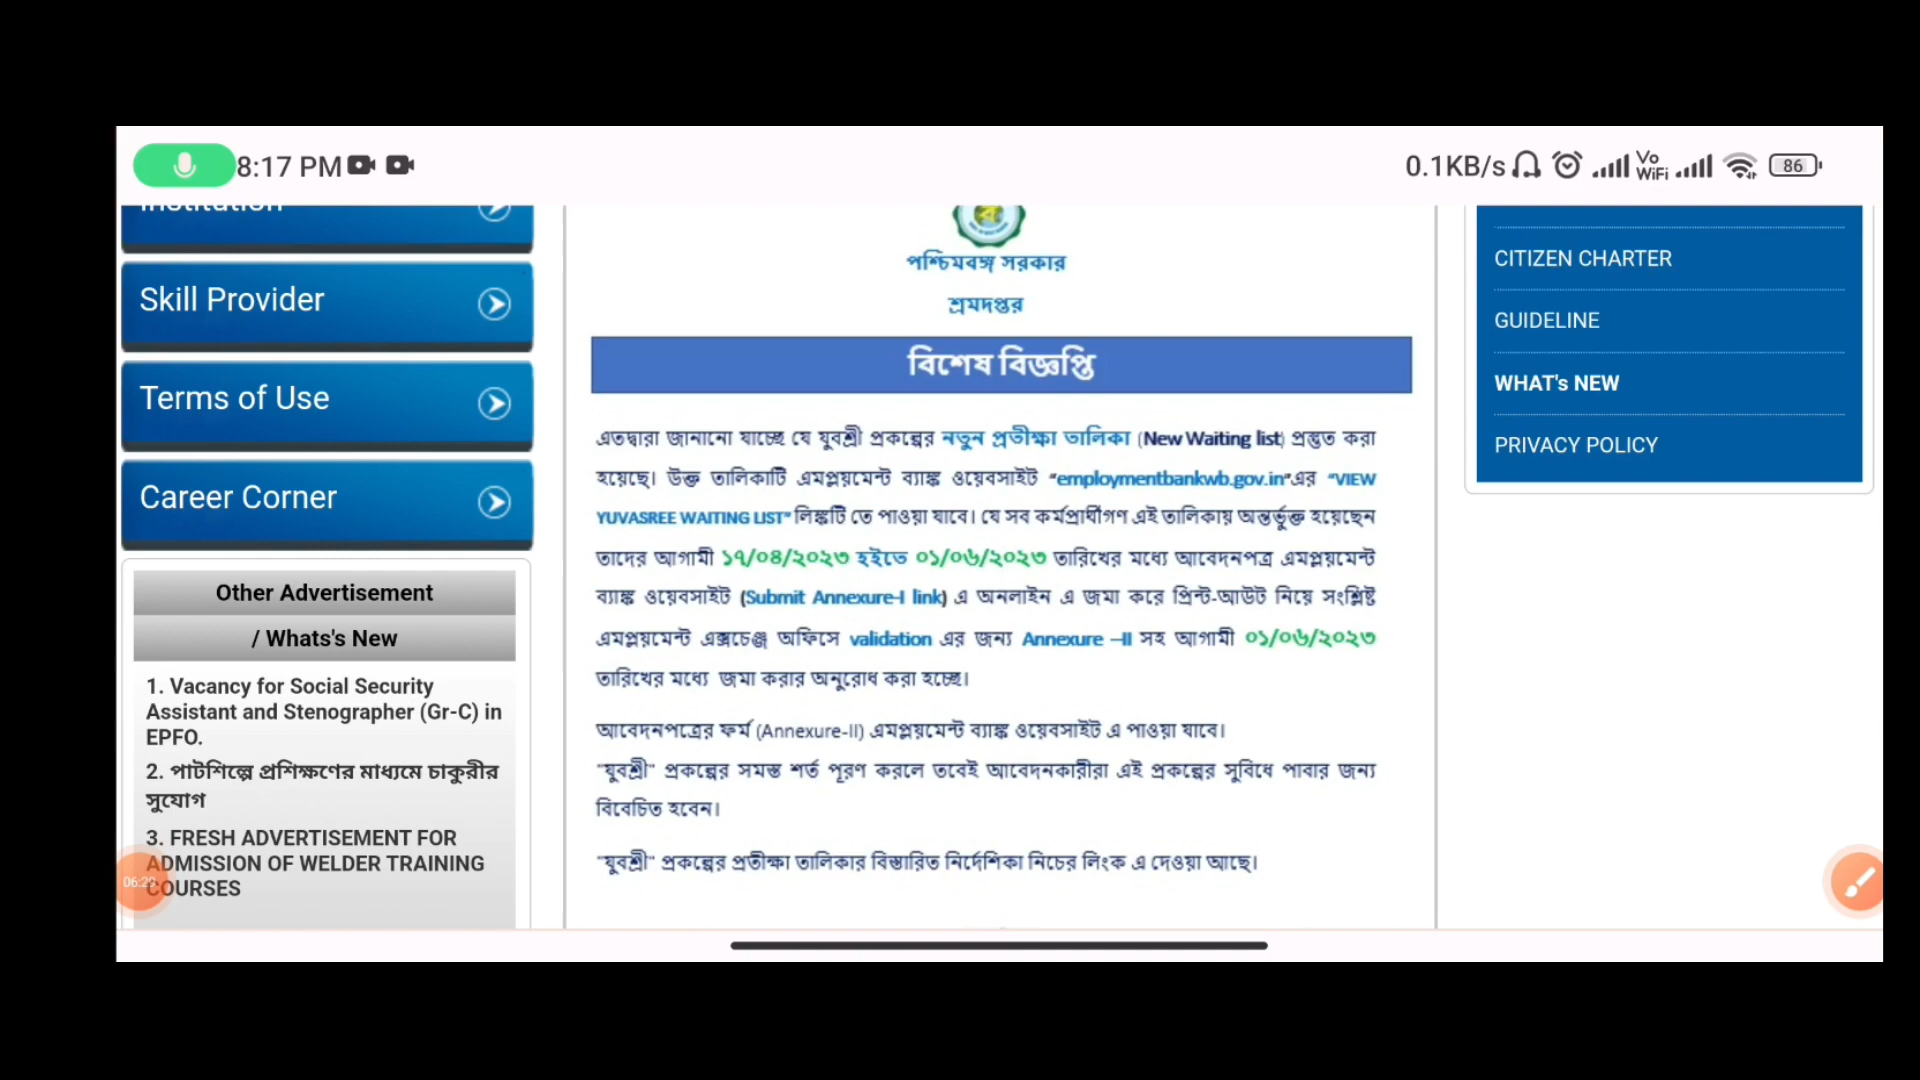 8:17 PM
0.1KB/s
Vo
WiFi
86
Institution
Skill Provider
Terms of Use
Career Corner
Other Advertisement
/ Whats's New
1. Vacancy for Social Security
Assistant and Stenographer (Gr-C) in
EPFO.
2. পাটশিল্পে প্রশিক্ষণের মাধ্যমে চাকুরীর
সুযোগ
3. FRESH ADVERTISEMENT FOR
ADMISSION OF WELDER TRAINING
COURSES
06:29
পশ্চিমবঙ্গ সরকার
শ্রমদপ্তর
বিশেষ বিজ্ঞপ্তি
এতদ্বারা জানানো যাচ্ছে যে যুবশ্রী প্রকল্পের নতুন প্রতীক্ষা তালিকা (New Waiting list) প্রস্তুত করা
হয়েছে। উক্ত তালিকাটি এমপ্লয়মেন্ট ব্যাঙ্ক ওয়েবসাইট "employmentbankwb.gov.in"এর "VIEW
YUVASREE WAITING LIST" লিঙ্কটি তে পাওয়া যাবে। যে সব কর্মপ্রার্থীগণ এই তালিকায় অন্তর্ভুক্ত হয়েছেন
তাদের আগামী ১৭/০৪/২০২৩ হইতে ০১/০৬/২০২৩ তারিখের মধ্যে আবেদনপত্র এমপ্লয়মেন্ট
ব্যাঙ্ক ওয়েবসাইট (Submit Annexure-I link) এ অনলাইন এ জমা করে প্রিন্ট-আউট নিয়ে সংশ্লিষ্ট
এমপ্লয়মেন্ট এক্সচেঞ্জ অফিসে validation এর জন্য Annexure –II সহ আগামী ০১/০৬/২০২৩
তারিখের মধ্যে জমা করার অনুরোধ করা হচ্ছে।
আবেদনপত্রের ফর্ম (Annexure-II) এমপ্লয়মেন্ট ব্যাঙ্ক ওয়েবসাইট এ পাওয়া যাবে।
"যুবশ্রী" প্রকল্পের সমস্ত শর্ত পূরণ করলে তবেই আবেদনকারীরা এই প্রকল্পের সুবিধে পাবার জন্য
বিবেচিত হবেন।
"যুবশ্রী" প্রকল্পের প্রতীক্ষা তালিকার বিস্তারিত নির্দেশিকা নিচের লিংক এ দেওয়া আছে।
CITIZEN CHARTER
GUIDELINE
WHAT's NEW
PRIVACY POLICY